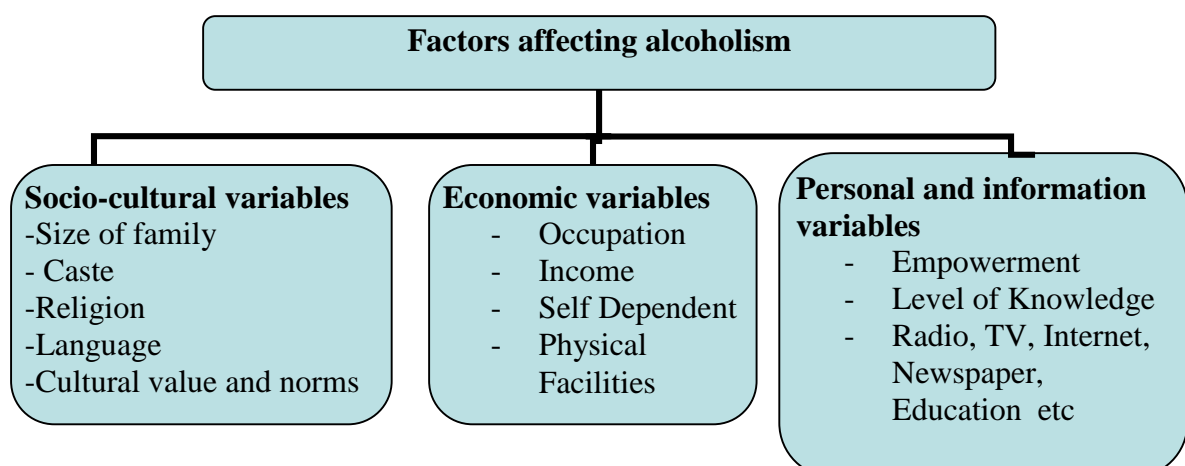 Factors affecting alcoholism
Socio-cultural variables
-Size of family
- Caste
-Religion
-Language
-Cultural value and norms
Economic variables
- Occupation
- Income
- Self Dependent
- Physical
Facilities
Personal and information
variables
- Empowerment
- Level of Knowledge
- Radio, TV, Internet,
Newspaper,
Education etc